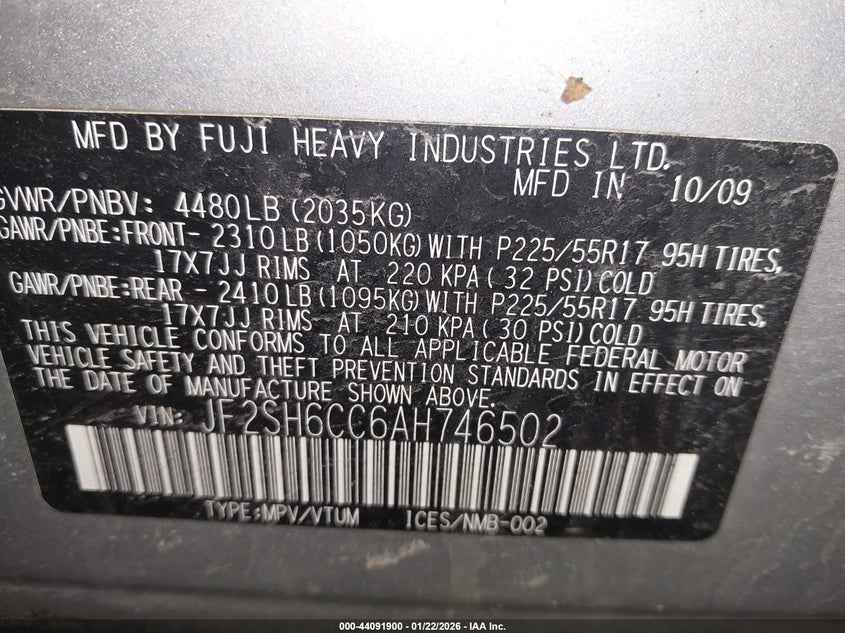 MFD BY FUJI HEAVY INDUSTRIES LTD.
MFD IN 10/09
GVWR/PNBV: 4480LB (2035KG)
GAWR/PNBE:FRONT- 2310LB(1050KG)WITH P225/55R17 95H TIRES,
17X7JJ RIMS AT 220 KPA( 32 PSI)COLD
GAWR/PNBE:REAR - 2410LB(1095KG)WITH P225/55R17 95H TIRES,
17X7JJ RIMS AT 210 KPA( 30 PSI)COLD
THIS VEHICLE CONFORMS TO ALL APPLICABLE FEDERAL MOTOR
VEHICLE SAFETY AND THEFT PREVENTION STANDARDS IN EFFECT ON
THE DATE OF MANUFACTURE SHOWN ABOVE.
VIN: JF2SH6CC6AH746502
TYPE:MPV/VTUM ICES/NMB-002
000-44091900 | 01/22/2026 - IAA Inc.